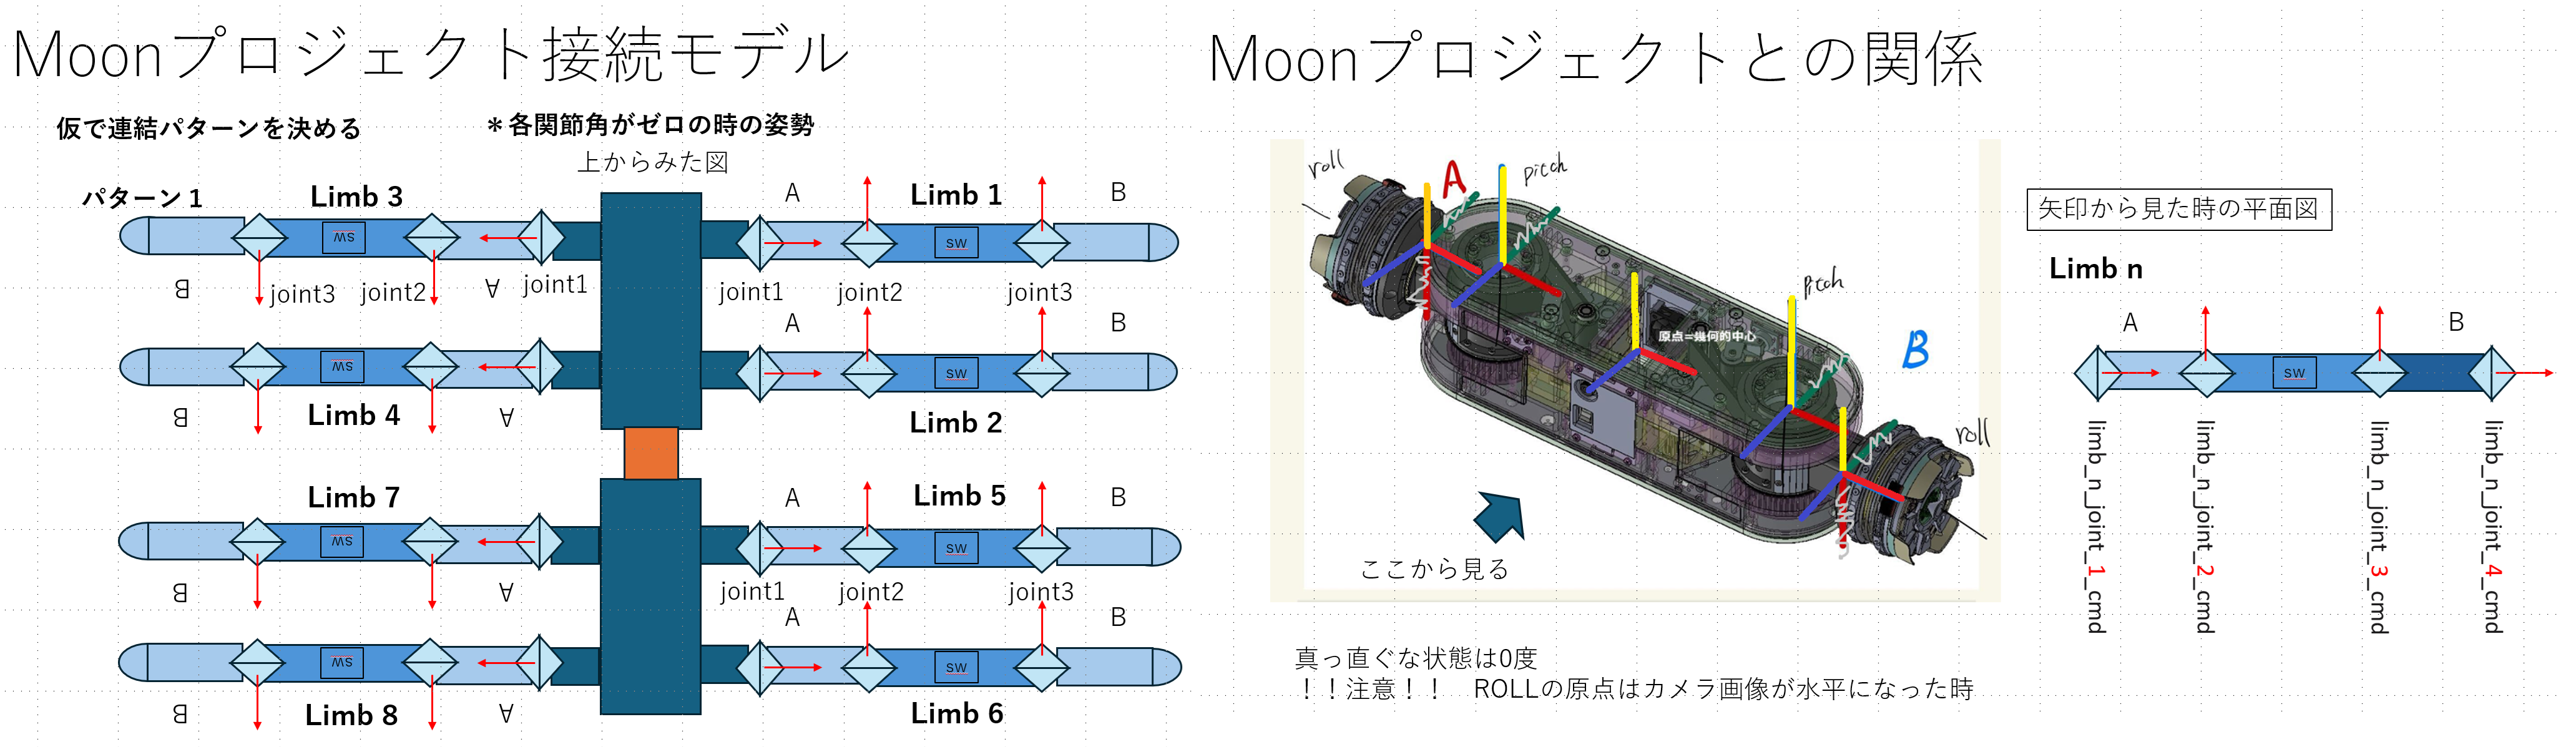 Moonプロジェクト接続モデル
仮で連結パターンを決める
＊各関節角がゼロの時の姿勢
上からみた図
パターン1
Limb 3
A
Limb 1
B
SW
SW
B
joint3
joint2
A
joint1
joint1
joint2
joint3
A
B
SW
SW
B
Limb 4
A
Limb 2
Limb 7
A
Limb 5
B
SW
SW
B
A
joint1
joint2
joint3
A
B
SW
SW
B
Limb 8
A
Limb 6
Moonプロジェクトとの関係
roll
A
pitch
pitch
原点=幾何的中心
B
roll
ここから見る
真っ直ぐな状態は0度
！！注意！！　ROLLの原点はカメラ画像が水平になった時
矢印から見た時の平面図
Limb n
A
B
SW
limb_n_joint_1_cmd
limb_n_joint_2_cmd
limb_n_joint_3_cmd
limb_n_joint_4_cmd